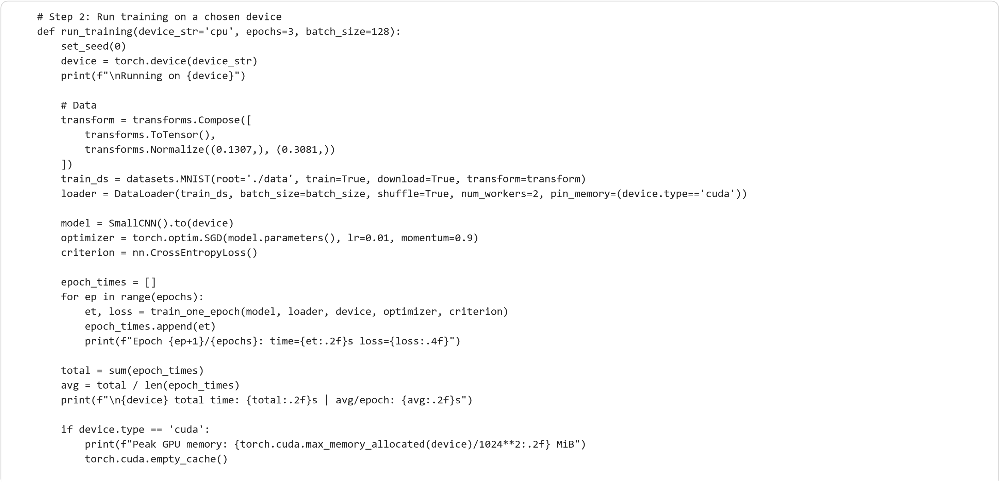 # Step 2: Run training on a chosen device
def run_training(device_str='cpu', epochs=3, batch_size=128):
    set_seed(0)
    device = torch.device(device_str)
    print(f"\nRunning on {device}")

    # Data
    transform = transforms.Compose([
        transforms.ToTensor(),
        transforms.Normalize((0.1307,), (0.3081,))
    ])
    train_ds = datasets.MNIST(root='./data', train=True, download=True, transform=transform)
    loader = DataLoader(train_ds, batch_size=batch_size, shuffle=True, num_workers=2, pin_memory=(device.type=='cuda'))

    model = SmallCNN().to(device)
    optimizer = torch.optim.SGD(model.parameters(), lr=0.01, momentum=0.9)
    criterion = nn.CrossEntropyLoss()

    epoch_times = []
    for ep in range(epochs):
        et, loss = train_one_epoch(model, loader, device, optimizer, criterion)
        epoch_times.append(et)
        print(f"Epoch {ep+1}/{epochs}: time={et:.2f}s loss={loss:.4f}")

    total = sum(epoch_times)
    avg = total / len(epoch_times)
    print(f"\n{device} total time: {total:.2f}s | avg/epoch: {avg:.2f}s")

    if device.type == 'cuda':
        print(f"Peak GPU memory: {torch.cuda.max_memory_allocated(device)/1024**2:.2f} MiB")
        torch.cuda.empty_cache()